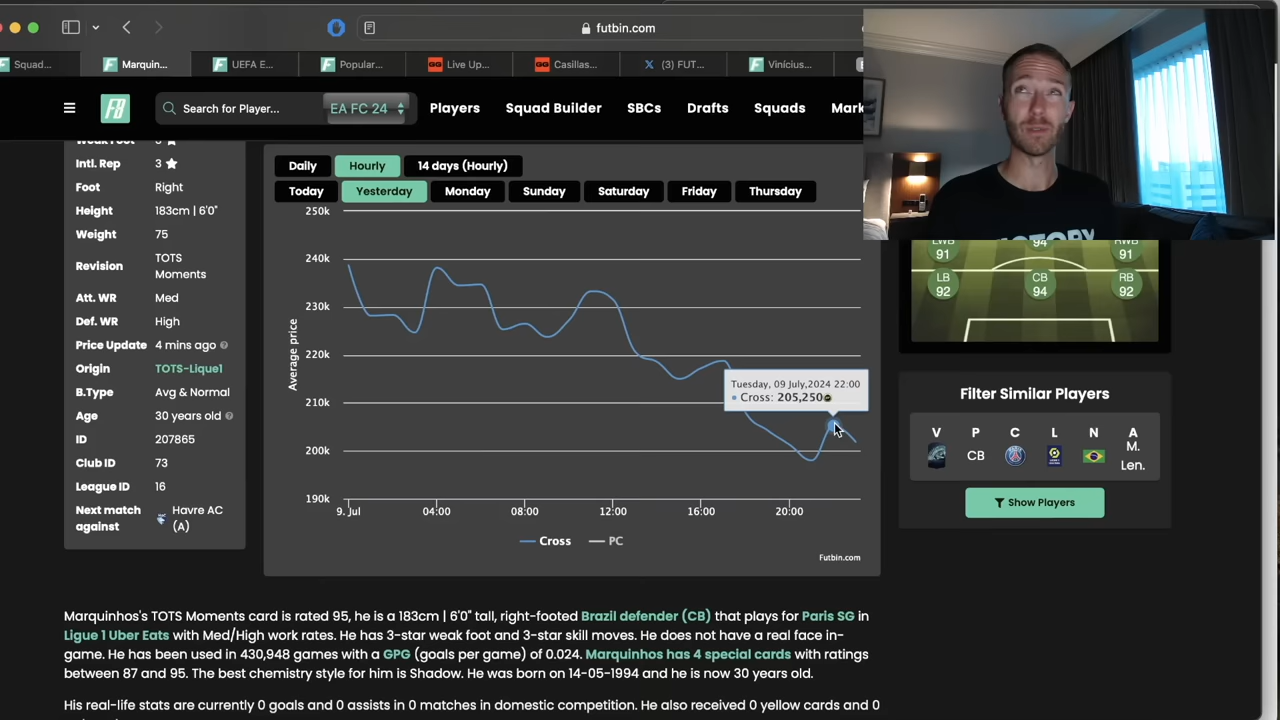 futbin.com
Squad...
Marquin...
UEFA E...
Popular...
GG
Live Up...
GG
Casillas...
X
(3) FUT...
Vinícius...
F8
Search for Player...
EA FC 24
Players
Squad Builder
SBCs
Drafts
Squads
Mark
Weak Foot
Intl. Rep 3
Foot Right
Height 183cm | 6'0"
Weight 75
Revision TOTS
Moments
Att. WR Med
Def. WR High
Price Update 4 mins ago
Origin TOTS-Lique1
B.Type Avg & Normal
Age 30 years old
ID 207865
Club ID 73
League ID 16
Next match Havre AC
against (A)
Daily Hourly 14 days (Hourly)
Today Yesterday Monday Sunday Saturday Friday Thursday
250k
240k
230k
220k
210k
200k
190k
Average price
Tuesday, 09 July,2024 22:00
Cross: 205,250
9. Jul 04:00 08:00 12:00 16:00 20:00
Cross PC
Futbin.com
LWB 94 RWB
91 91
LB CB RB
92 94 92
Filter Similar Players
V P C L N A
CB M.
Len.
Show Players
Marquinhos's TOTS Moments card is rated 95, he is a 183cm | 6'0" tall, right-footed Brazil defender (CB) that plays for Paris SG in
Ligue 1 Uber Eats with Med/High work rates. He has 3-star weak foot and 3-star skill moves. He does not have a real face in-
game. He has been used in 430,948 games with a GPG (goals per game) of 0.024. Marquinhos has 4 special cards with ratings
between 87 and 95. The best chemistry style for him is Shadow. He was born on 14-05-1994 and he is now 30 years old.
His real-life stats are currently 0 goals and 0 assists in 0 matches in domestic competition. He also received 0 yellow cards and 0